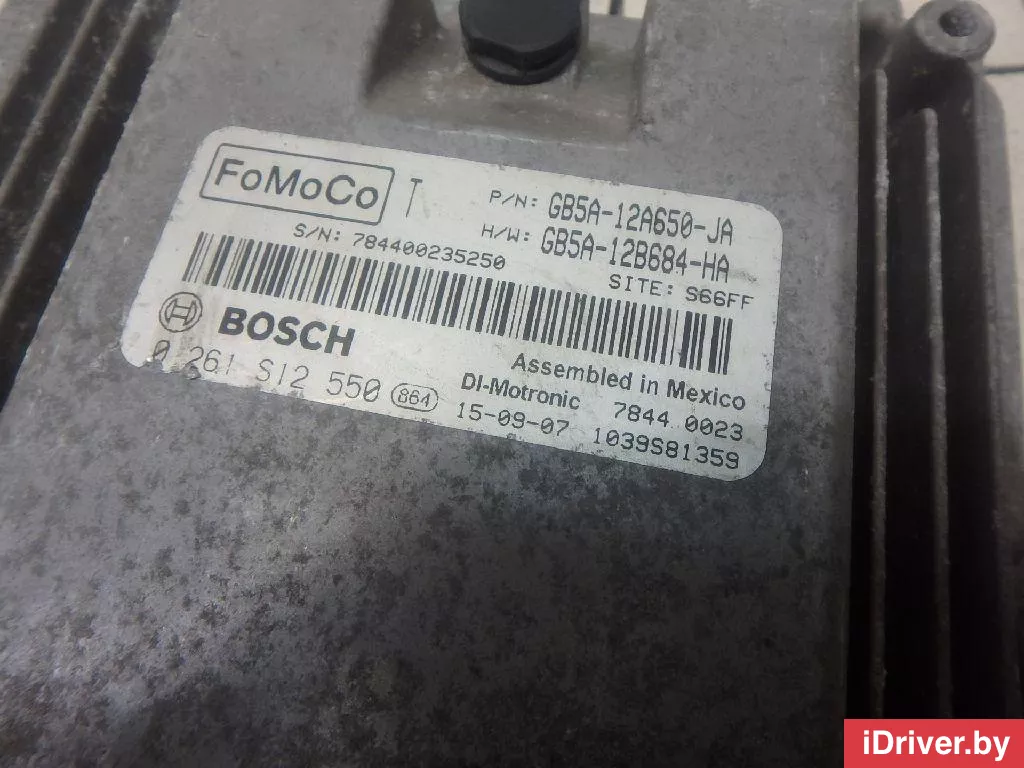 FoMoCo T P/N: GB5A-12A650-JA
H/W: GB5A-12B684-HA
S/N: 784400235250
SITE: S66FF
BOSCH
Assembled in Mexico
0 261 S12 550 864 DI-Motronic 7844 0023
15-09-07 1039S81359
iDriver.by